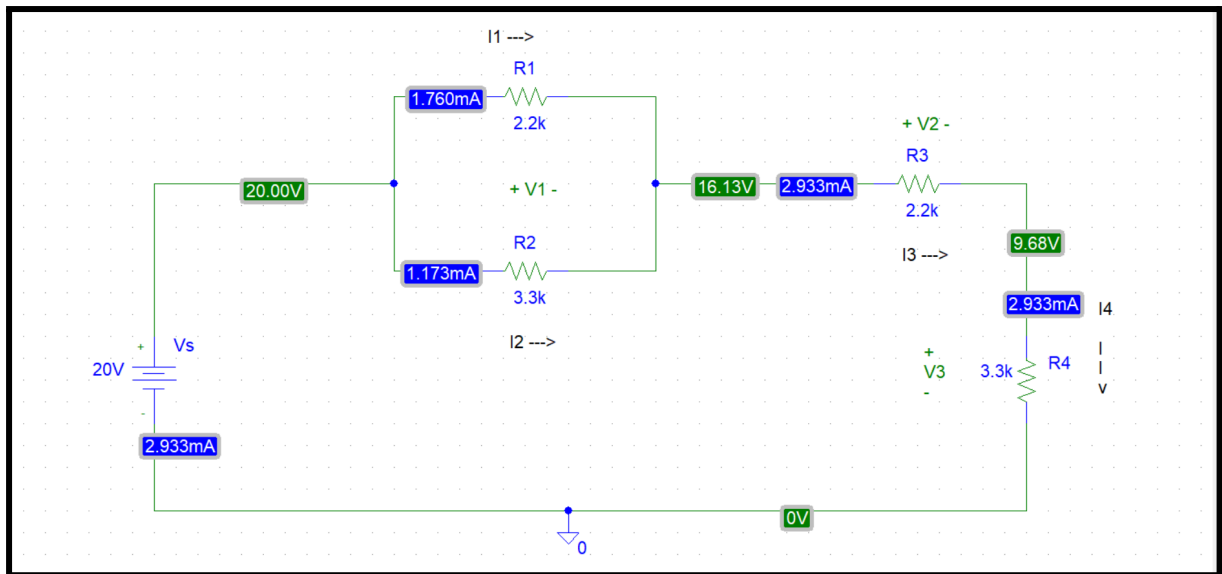 I1 --->
R1
1.760mA
2.2k
+ V2 -
R3
20.00V
+ V1 -
16.13V
2.933mA
2.2k
R2
1.173mA
3.3k
I3 --->
9.68V
2.933mA
I4
I2 --->
Vs
+
20V
-
+
V3
-
3.3k
R4
|
|
v
2.933mA
0V
0